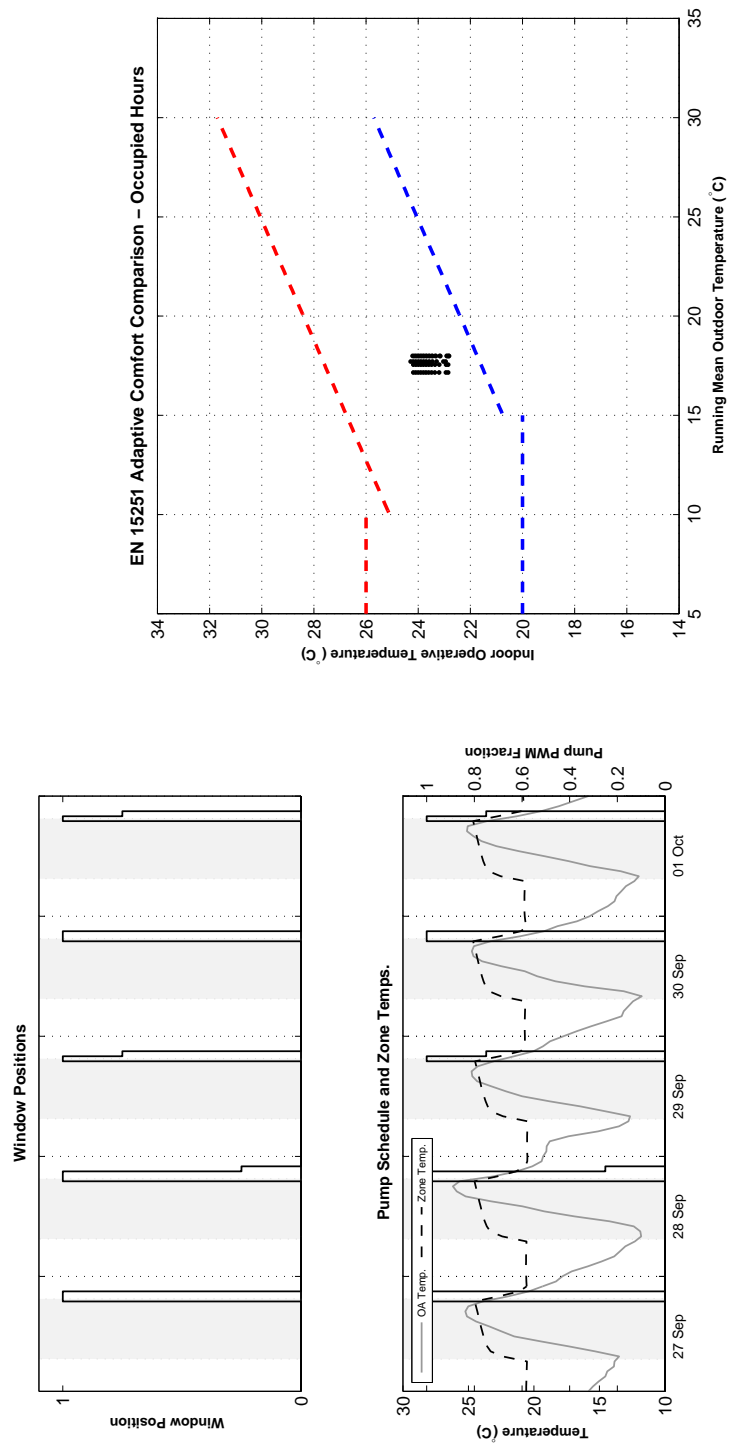 Window Positions
Window Position
1
0
Pump Schedule and Zone Temps.
OA Temp.
Zone Temp.
Temperature (°C)
30
25
20
15
10
Pump PWM Fraction
1
0.8
0.6
0.4
0.2
0
27 Sep
28 Sep
29 Sep
30 Sep
01 Oct
EN 15251 Adaptive Comfort Comparison – Occupied Hours
Indoor Operative Temperature (°C)
34
32
30
28
26
24
22
20
18
16
14
5
10
15
20
25
30
35
Running Mean Outdoor Temperature (°C)